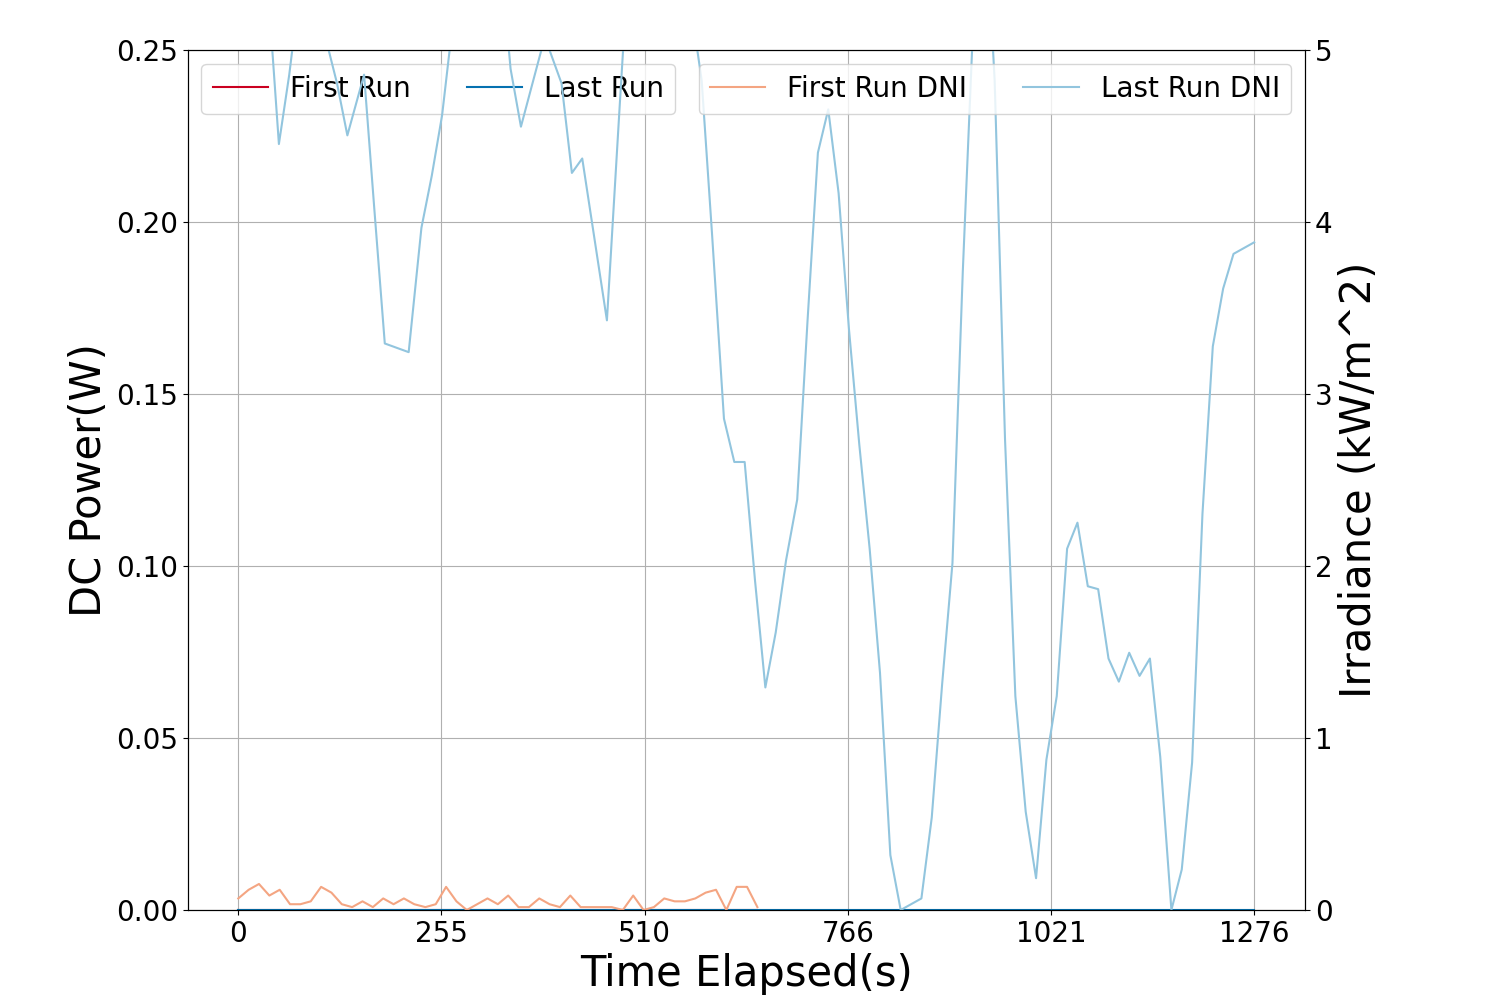 0.25
0.20
0.15
0.10
0.05
0.00
DC Power(W)
First Run
Last Run
First Run DNI
Last Run DNI
5
4
3
2
1
0
Irradiance (kW/m^2)
0
255
510
766
1021
1276
Time Elapsed(s)